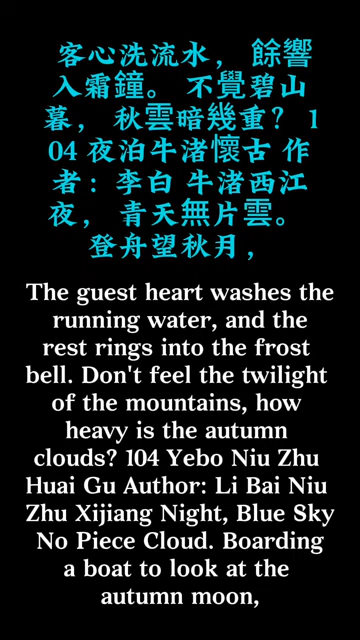 客心洗流水， 餘響
入霜鐘。 不覺碧山
暮， 秋雲暗幾重？ 1
04 夜泊牛渚懷古 作
者：李白 牛渚西江
夜， 青天無片雲。
登舟望秋月，
The guest heart washes the
running water, and the
rest rings into the frost
bell. Don't feel the twilight
of the mountains, how
heavy is the autumn
clouds? 104 Yebo Niu Zhu
Huai Gu Author: Li Bai Niu
Zhu Xijiang Night, Blue Sky
No Piece Cloud. Boarding
a boat to look at the
autumn moon,